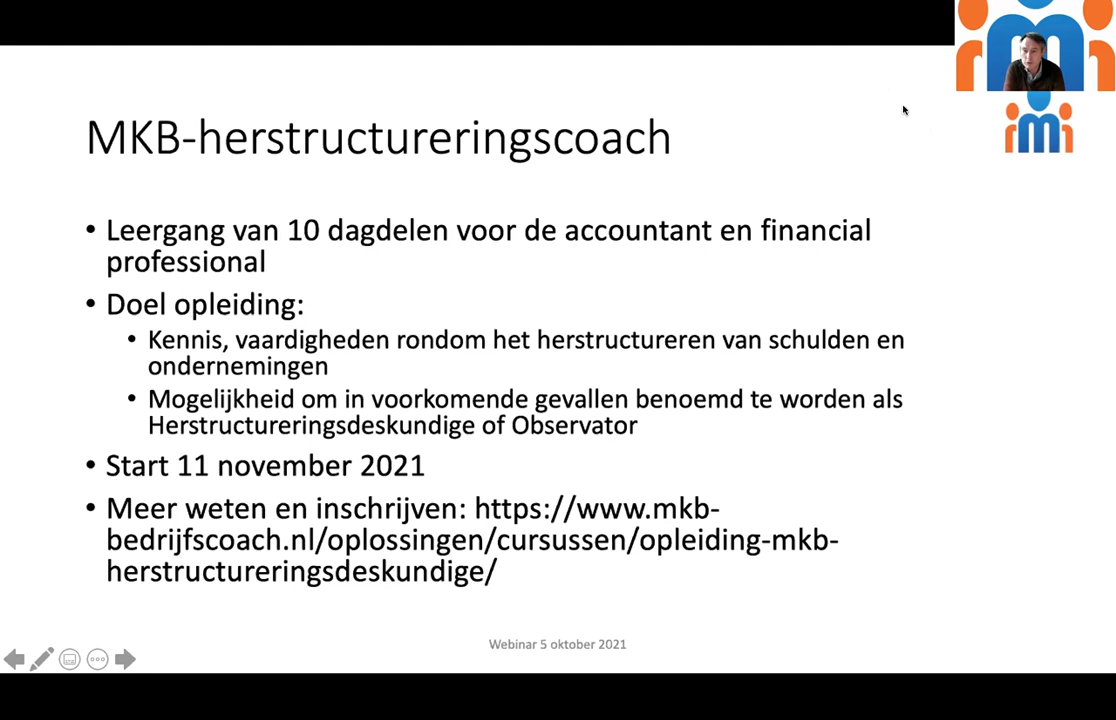 MKB-herstructureringscoach
• Leergang van 10 dagdelen voor de accountant en financial
professional
• Doel opleiding:
• Kennis, vaardigheden rondom het herstructureren van schulden en
ondernemingen
• Mogelijkheid om in voorkomende gevallen benoemd te worden als
Herstructureringsdeskundige of Observator
• Start 11 november 2021
• Meer weten en inschrijven: https://www.mkb-
bedrijfscoach.nl/oplossingen/cursussen/opleiding-mkb-
herstructureringsdeskundige/
Webinar 5 oktober 2021